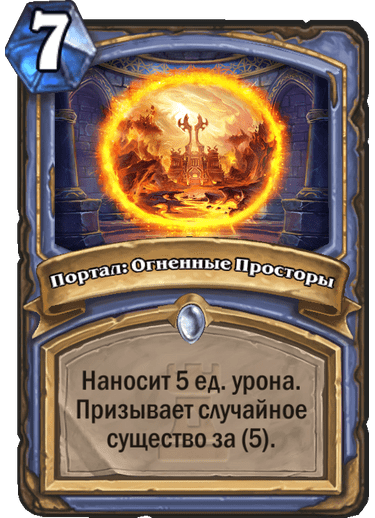 7
Портал: Огненные Просторы
Наносит 5 ед. урона.
Призывает случайное
существо за (5).